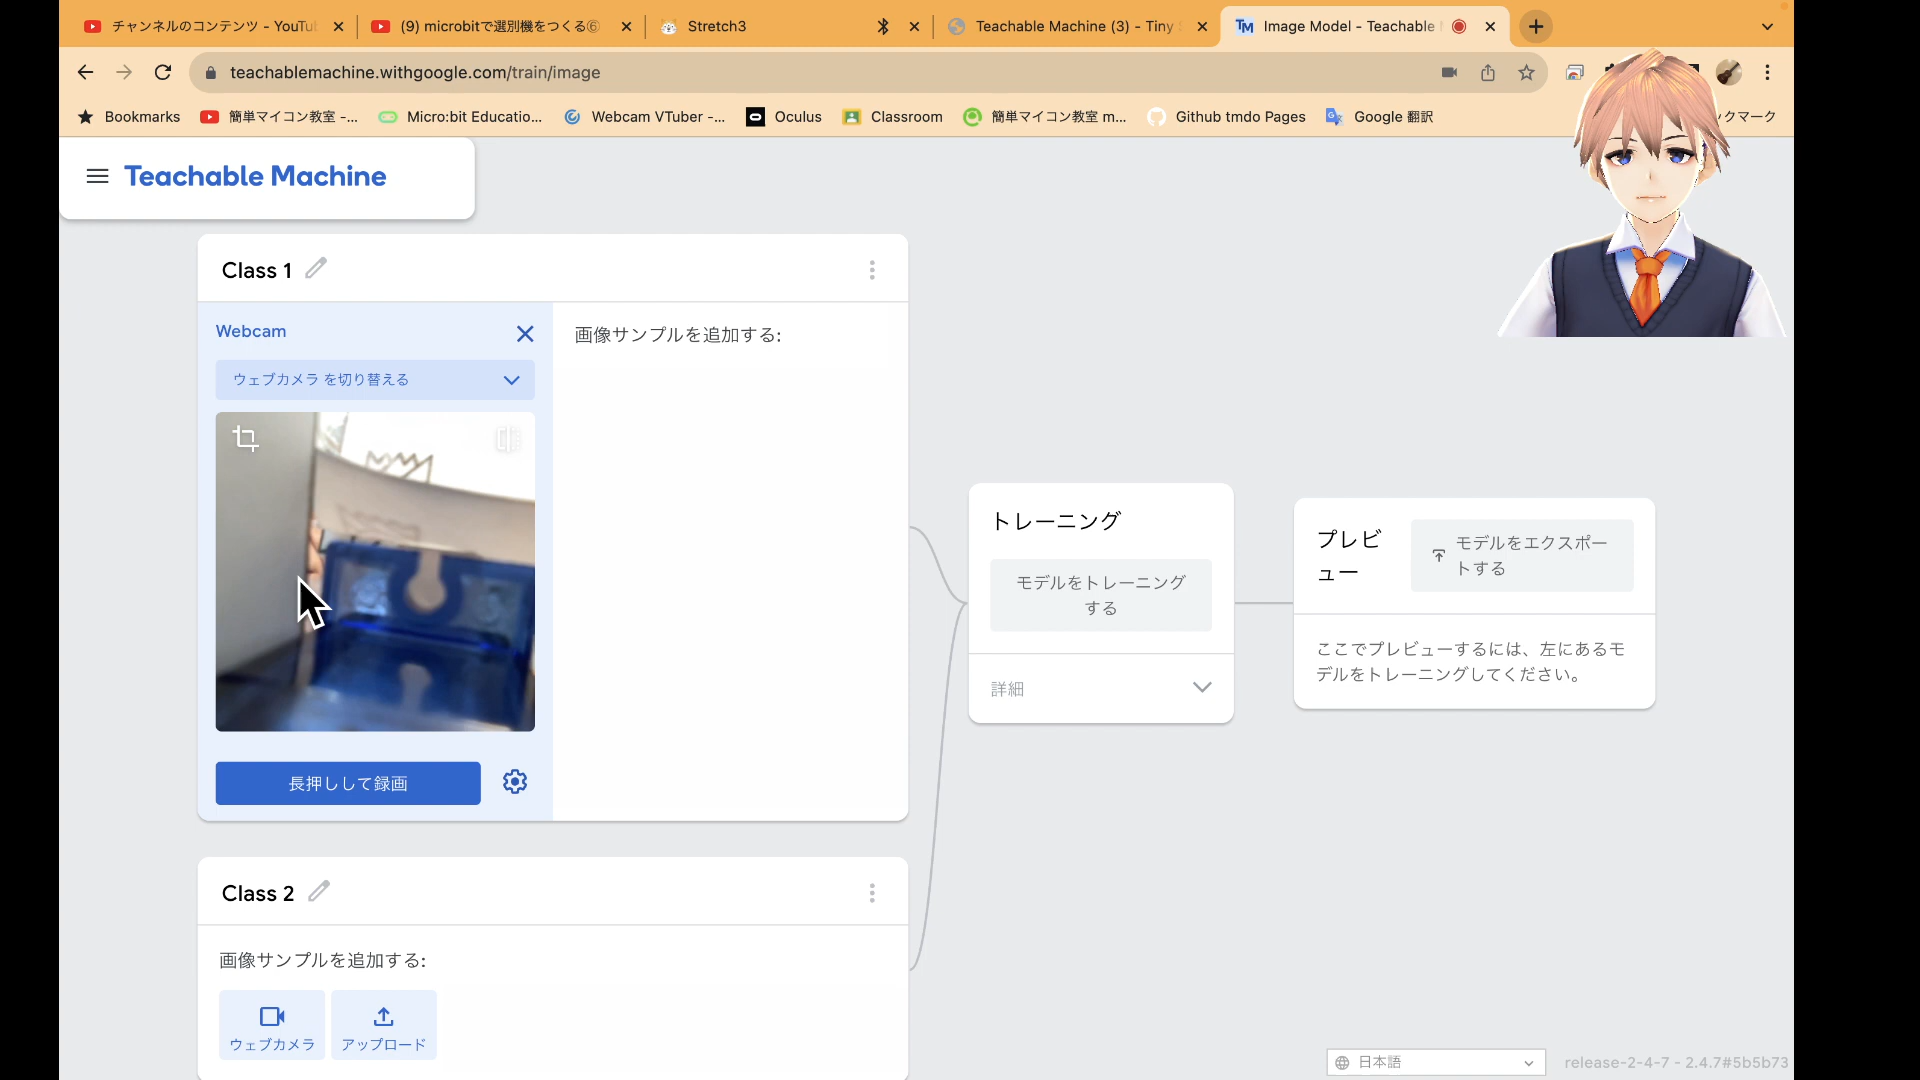 チャンネルのコンテンツ - YouTu
(9) microbitで選別機をつくる⑥
Stretch3
Teachable Machine (3) - Tiny
Image Model - Teachable
teachablemachine.withgoogle.com/train/image
Bookmarks
簡単マイコン教室 -...
Micro:bit Educatio...
Webcam VTuber -...
Oculus
Classroom
簡単マイコン教室 m...
Github tmdo Pages
Google 翻訳
クマーク
Teachable Machine
Class 1
Webcam
画像サンプルを追加する:
ウェブカメラ を切り替える
長押しして録画
トレーニング
モデルをトレーニング
する
詳細
プレビ
ュー
モデルをエクスポー
トする
ここでプレビューするには、左にあるモ
デルをトレーニングしてください。
Class 2
画像サンプルを追加する:
ウェブカメラ
アップロード
日本語
release-2-4-7 - 2.4.7#5b5b73